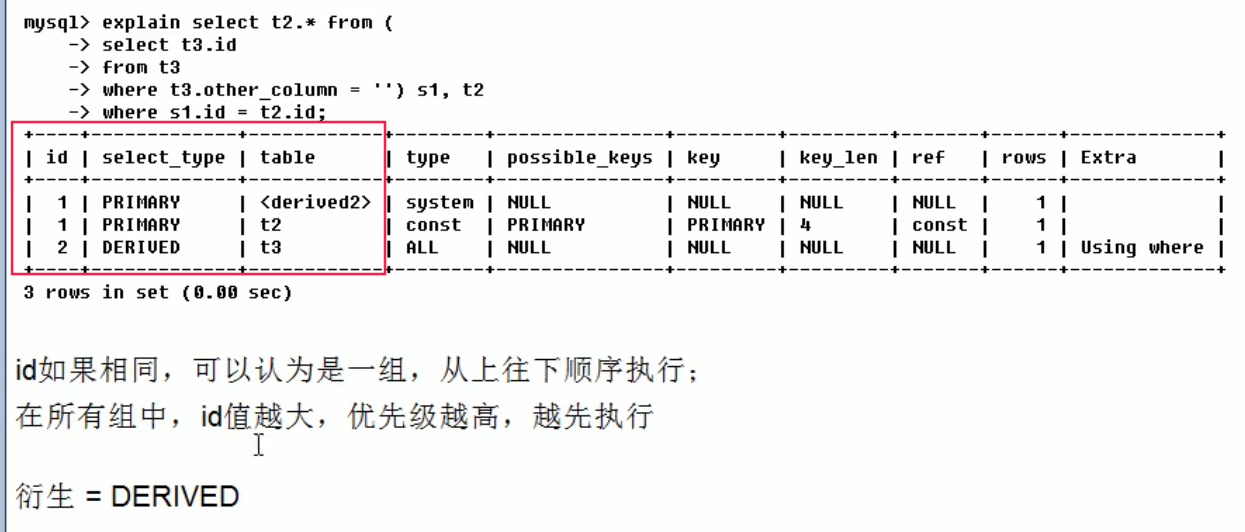 mysql> explain select t2.* from (
-> select t3.id
-> from t3
-> where t3.other_column = '') s1, t2
-> where s1.id = t2.id;
+----+-------------+------------+--------+---------------+---------+---------+-------+------+-------------+
| id | select_type | table | type | possible_keys | key | key_len | ref | rows | Extra |
+----+-------------+------------+--------+---------------+---------+---------+-------+------+-------------+
| 1 | PRIMARY | <derived2> | system | NULL | NULL | NULL | NULL | 1 | |
| 1 | PRIMARY | t2 | const | PRIMARY | PRIMARY | 4 | const | 1 | |
| 2 | DERIVED | t3 | ALL | NULL | NULL | NULL | NULL | 1 | Using where |
+----+-------------+------------+--------+---------------+---------+---------+-------+------+-------------+
3 rows in set (0.00 sec)
id如果相同，可以认为是一组，从上往下顺序执行；
在所有组中，id值越大，优先级越高，越先执行
衍生 = DERIVED